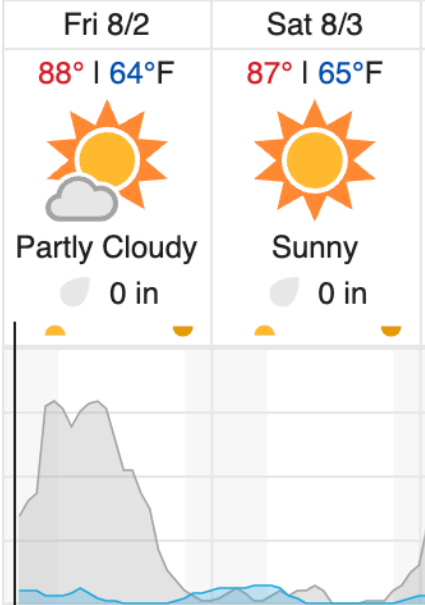 Fri 8/2
Sat 8/3
88° | 64°F
87° | 65°F
Partly Cloudy
Sunny
0 in
0 in